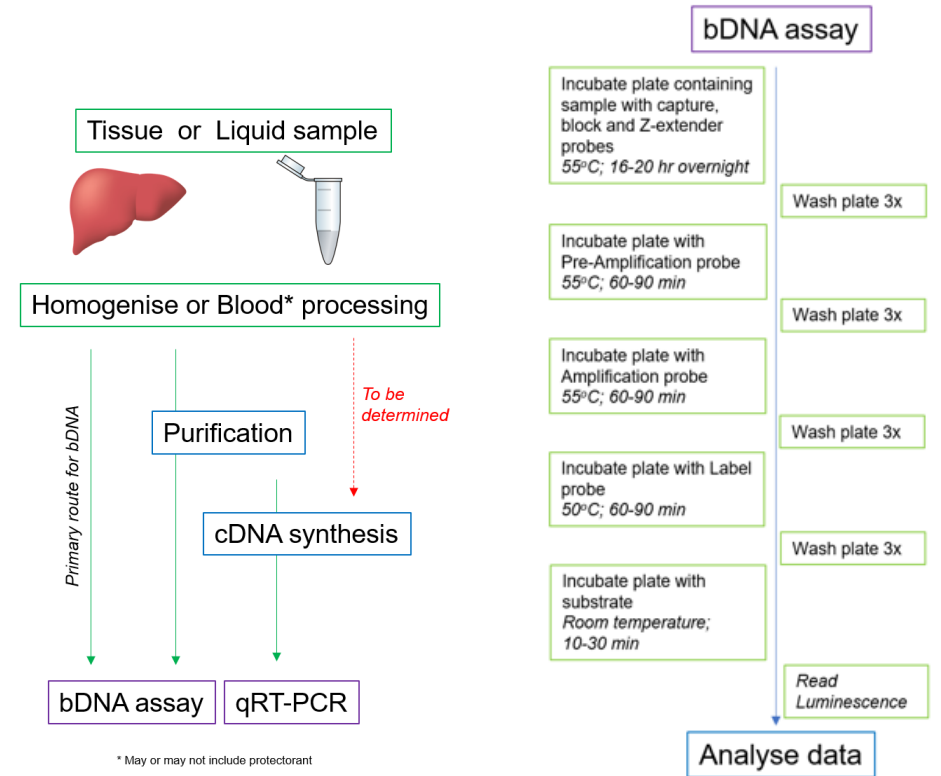 Tissue or Liquid sample
Homogenise or Blood* processing
Primary route for bDNA
To be
determined
Purification
cDNA synthesis
bDNA assay
qRT-PCR
* May or may not include protectorant
bDNA assay
Incubate plate containing
sample with capture,
block and Z-extender
probes
55°C; 16-20 hr overnight
Wash plate 3x
Incubate plate with
Pre-Amplification probe
55°C; 60-90 min
Wash plate 3x
Incubate plate with
Amplification probe
55°C; 60-90 min
Wash plate 3x
Incubate plate with Label
probe
50°C; 60-90 min
Wash plate 3x
Incubate plate with
substrate
Room temperature;
10-30 min
Read
Luminescence
Analyse data